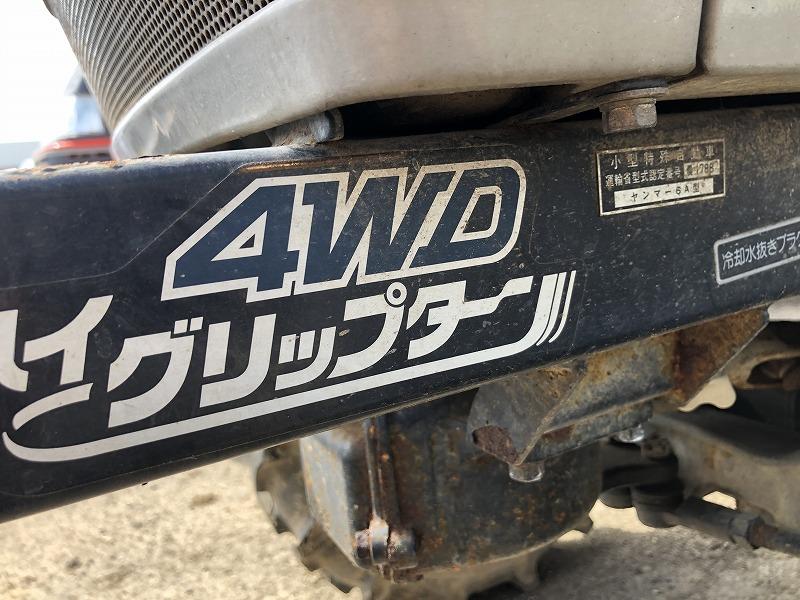 4WD
ハイグリップター
小型特殊自動車
運輸省型式認定番号
ヤンマー6A型
冷却水抜きプラグ